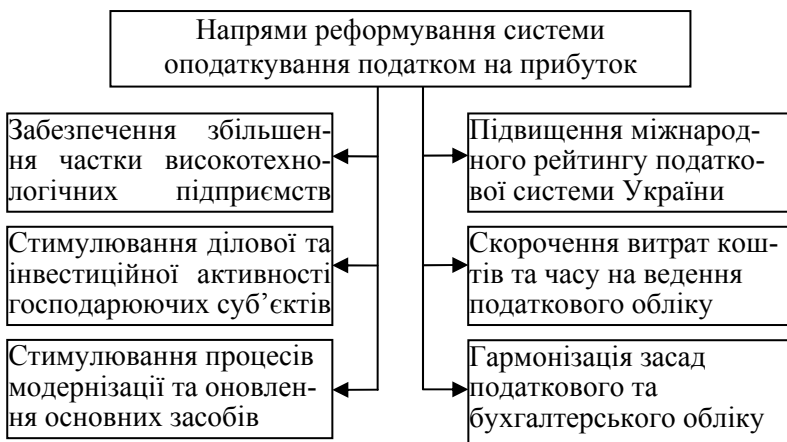 Напрями реформування системи
оподаткування податком на прибуток
Забезпечення збільшен-
ня частки високотехно-
логічних підприємств
Стимулювання ділової та
інвестиційної активності
господарюючих суб’єктів
Стимулювання процесів
модернізації та оновлен-
ня основних засобів
Підвищення міжнарод-
ного рейтингу податко-
вої системи України
Скорочення витрат кош-
тів та часу на ведення
податкового обліку
Гармонізація засад
податкового та
бухгалтерського обліку